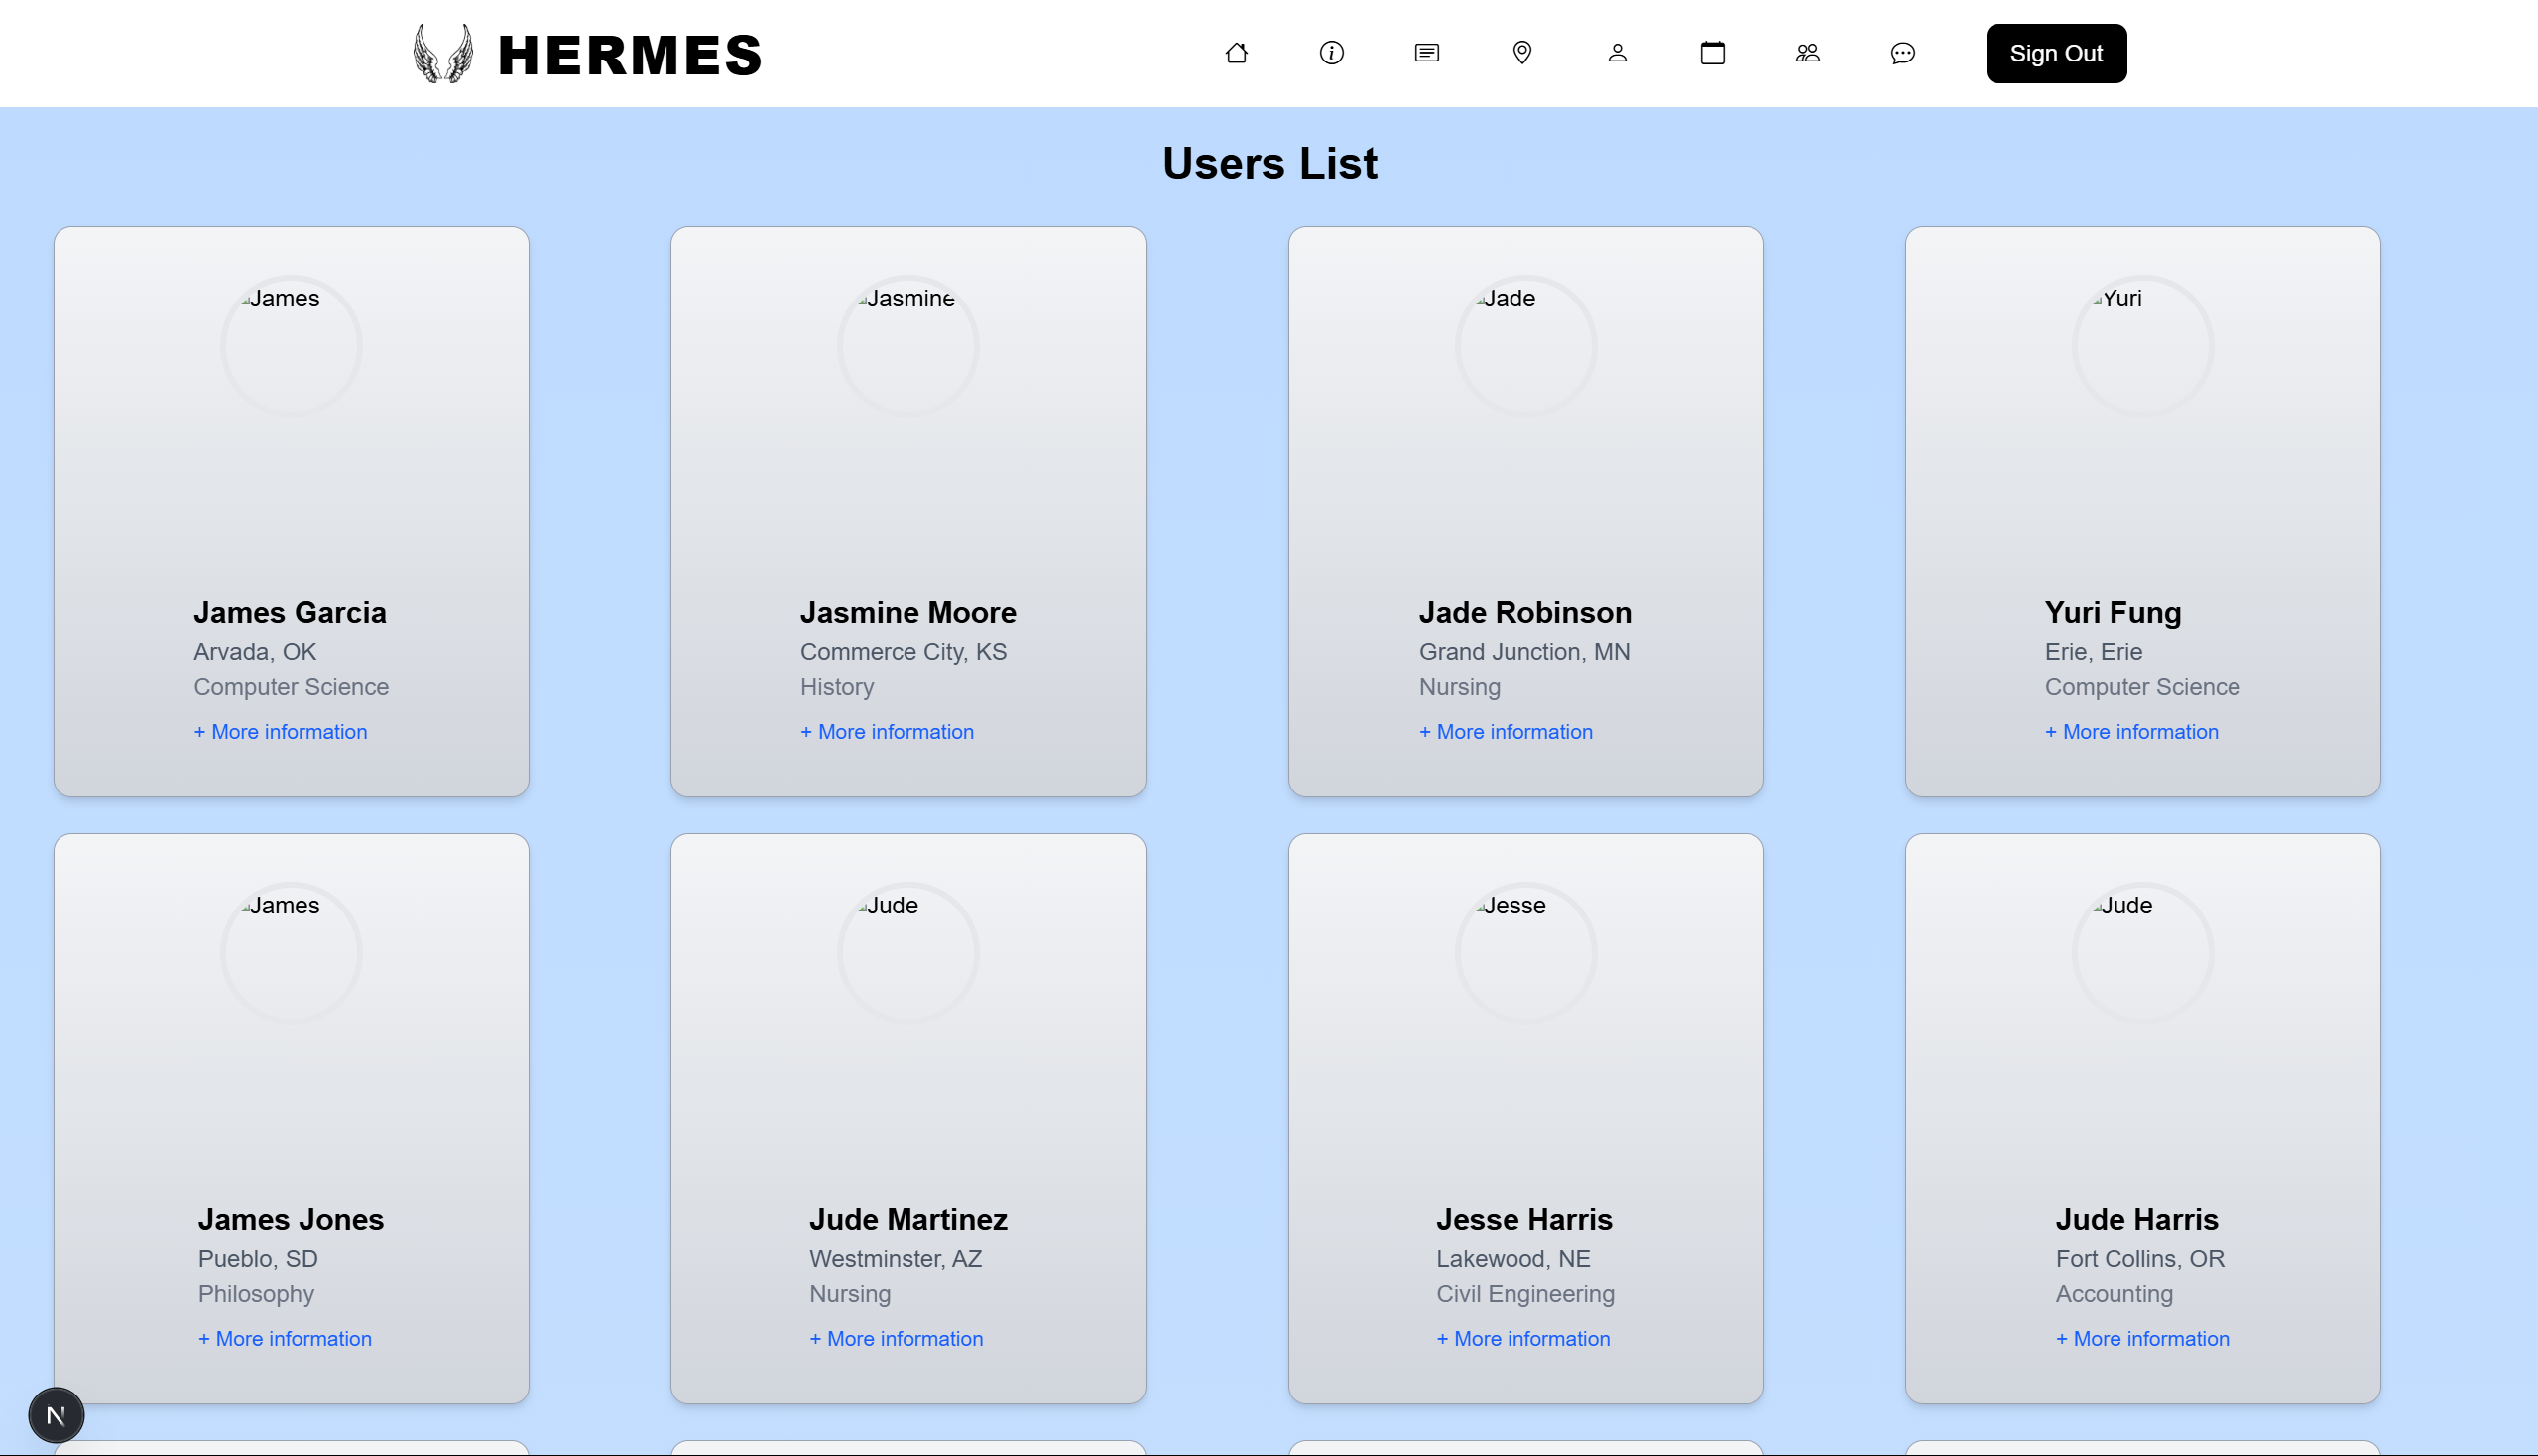 HERMES
Sign Out
Users List
James
James Garcia
Arvada, OK
Computer Science
+ More information
Jasmine
Jasmine Moore
Commerce City, KS
History
+ More information
Jade
Jade Robinson
Grand Junction, MN
Nursing
+ More information
Yuri
Yuri Fung
Erie, Erie
Computer Science
+ More information
James
James Jones
Pueblo, SD
Philosophy
+ More information
Jude
Jude Martinez
Westminster, AZ
Nursing
+ More information
Jesse
Jesse Harris
Lakewood, NE
Civil Engineering
+ More information
Jude
Jude Harris
Fort Collins, OR
Accounting
+ More information
N